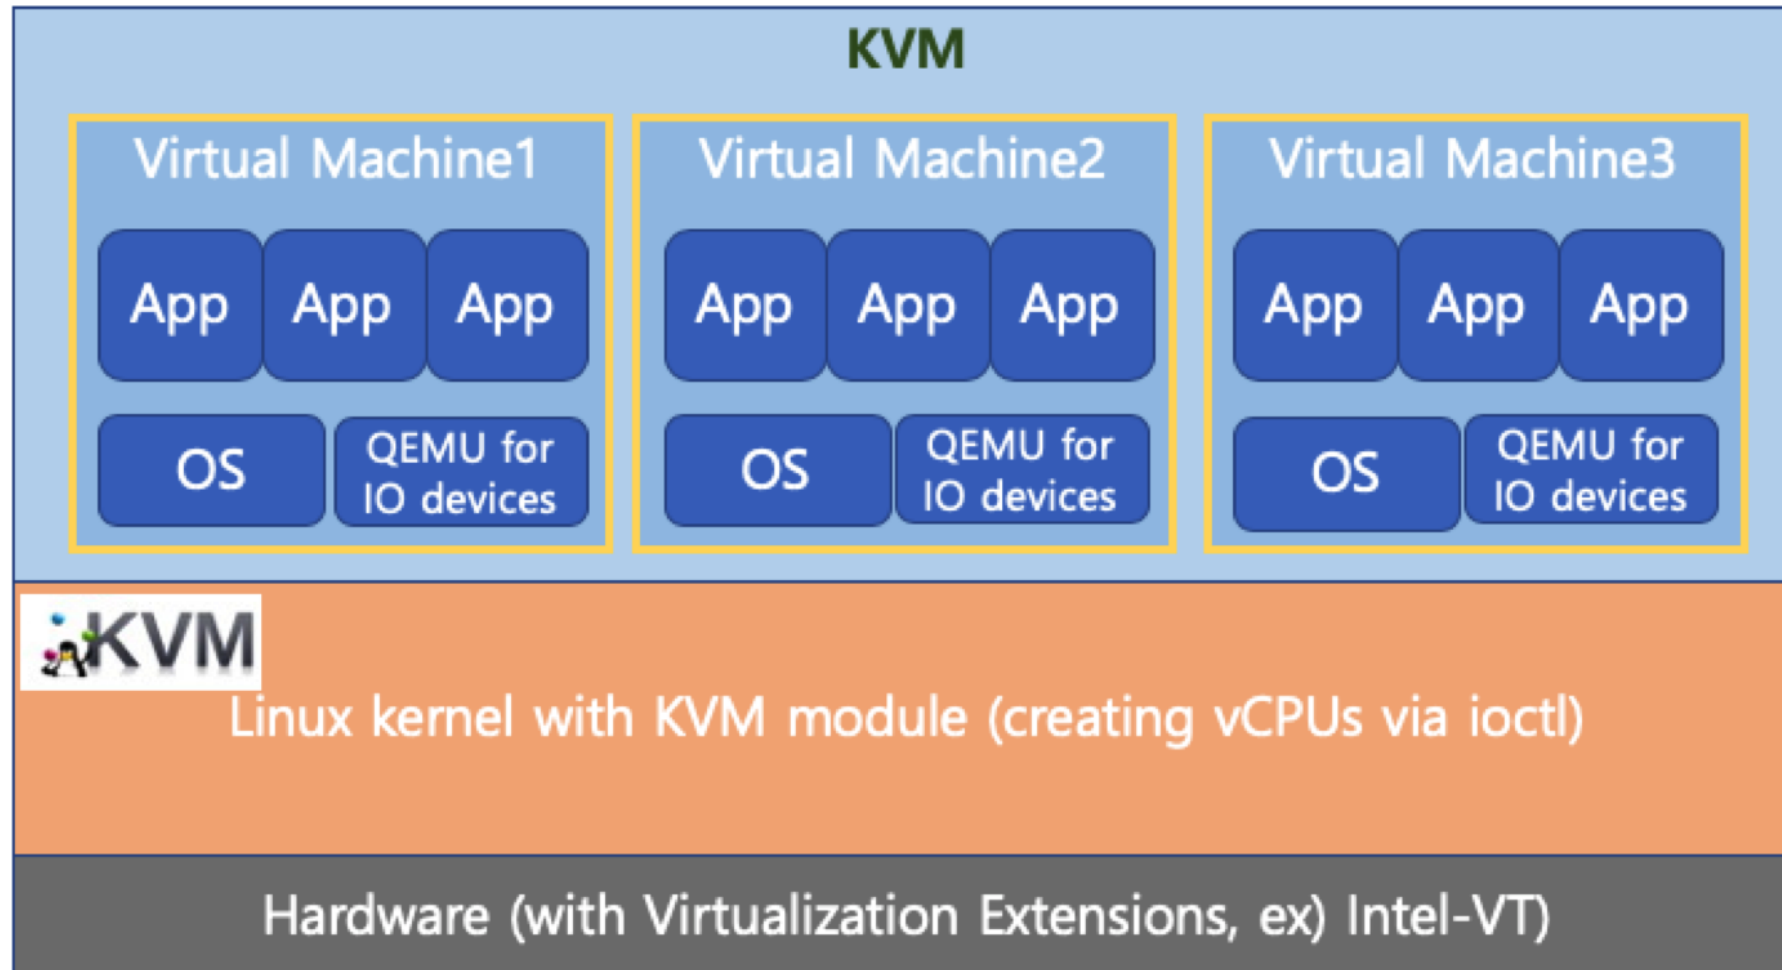 KVM
Virtual Machine1
App App App
OS
QEMU for
IO devices
Virtual Machine2
App App App
OS
QEMU for
IO devices
Virtual Machine3
App App App
OS
QEMU for
IO devices
KVM
Linux kernel with KVM module (creating vCPUs via ioctl)
Hardware (with Virtualization Extensions, ex) Intel-VT)